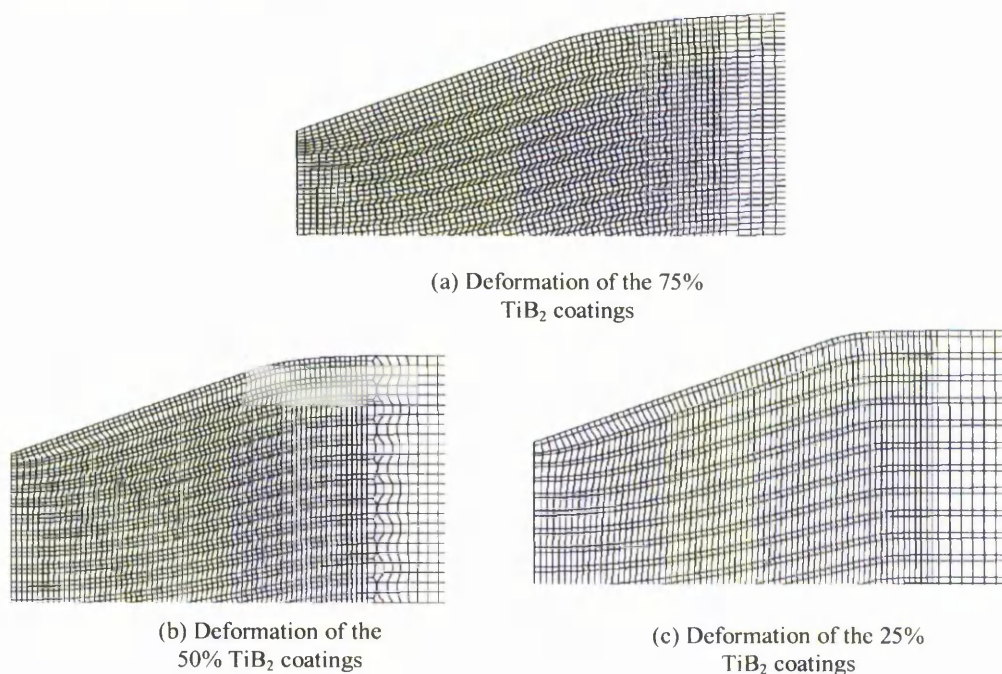 (a) Deformation of the 75%
TiB₂ coatings
(b) Deformation of the
50% TiB₂ coatings
(c) Deformation of the 25%
TiB₂ coatings